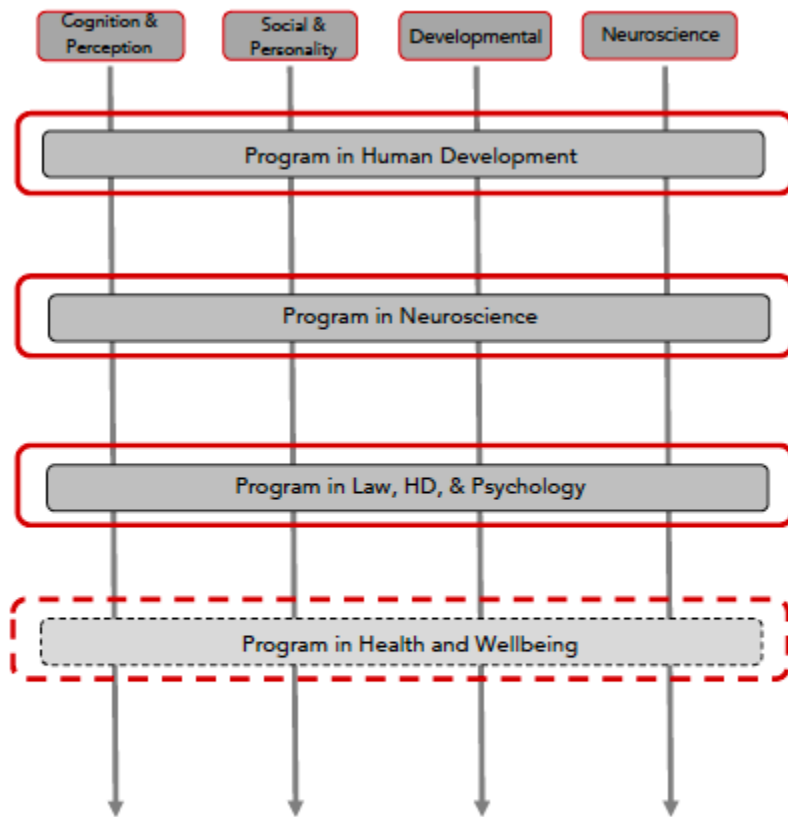 Cognition &
Perception
Social &
Personality
Developmental
Neuroscience
Program in Human Development
Program in Neuroscience
Program in Law, HD, & Psychology
Program in Health and Wellbeing